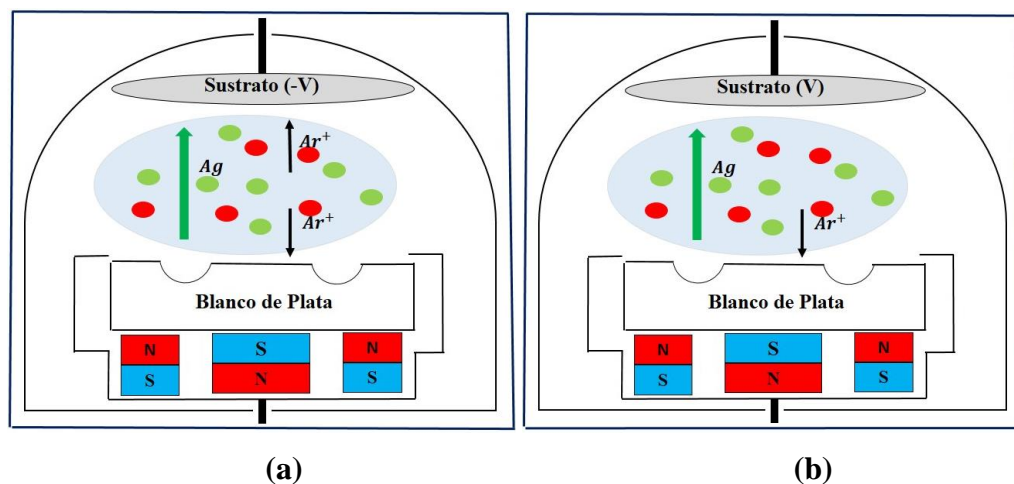 Sustrato (-V)
Ar⁺
Ag
Ar⁺
Blanco de Plata
N
S
N
S
N
S
(a)
Sustrato (V)
Ag
Ar⁺
Blanco de Plata
N
S
N
S
N
S
(b)